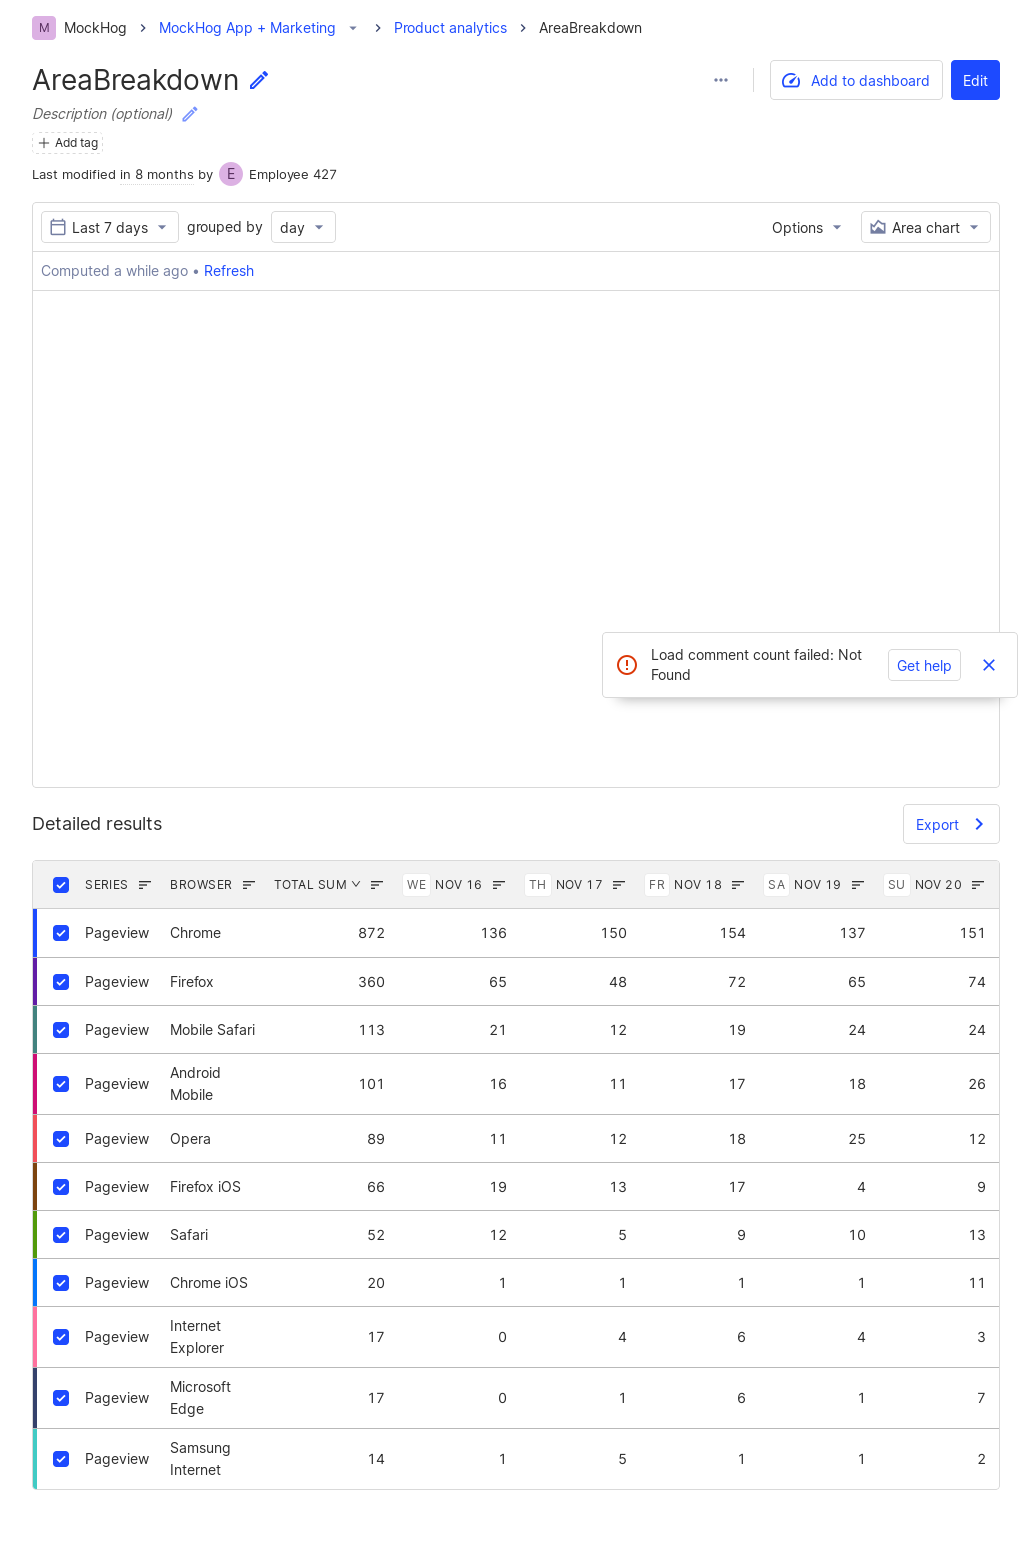 M MockHog MockHog App + Marketing Product analytics AreaBreakdown
AreaBreakdown
Add to dashboard Edit
Description (optional)
Add tag
Last modified in 8 months by E Employee 427
Last 7 days grouped by day Options Area chart
Computed a while ago • Refresh
Load comment count failed: Not
Found
Get help
Detailed results
Export
SERIES BROWSER TOTAL SUM WE NOV 16 TH NOV 17 FR NOV 18 SA NOV 19 SU NOV 20
Pageview Chrome 872 136 150 154 137 151
Pageview Firefox 360 65 48 72 65 74
Pageview Mobile Safari 113 21 12 19 24 24
Pageview Android
Mobile 101 16 11 17 18 26
Pageview Opera 89 11 12 18 25 12
Pageview Firefox iOS 66 19 13 17 4 9
Pageview Safari 52 12 5 9 10 13
Pageview Chrome iOS 20 1 1 1 1 11
Pageview Internet
Explorer 17 0 4 6 4 3
Pageview Microsoft
Edge 17 0 1 6 1 7
Pageview Samsung
Internet 14 1 5 1 1 2